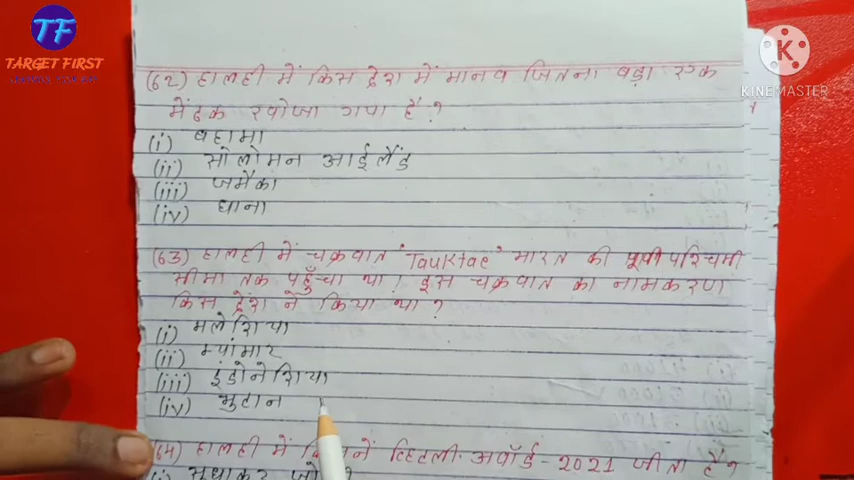 TF
TARGET FIRST
KINEMASTER
(62) हालही में किस देश में मानव जितना बड़ा एक
मेंढक खोजा गया है ?
(i) बहामा
(ii) सोलोमन आईलैंड
(iii) जमैका
(iv) घाना
(63) हालही में चक्रवात 'Tauktae' भारत की पश्चिमी
सीमा तक पहुँचा था। इस चक्रवात का नामकरण
किस देश ने किया था ?
(i) मलेशिया
(ii) म्यांमार
(iii) इंडोनेशिया
(iv) भुटान
(64) हालही में नें व्हिटली अवॉर्ड - 2021 जीता है ?
(i) सुधाकर